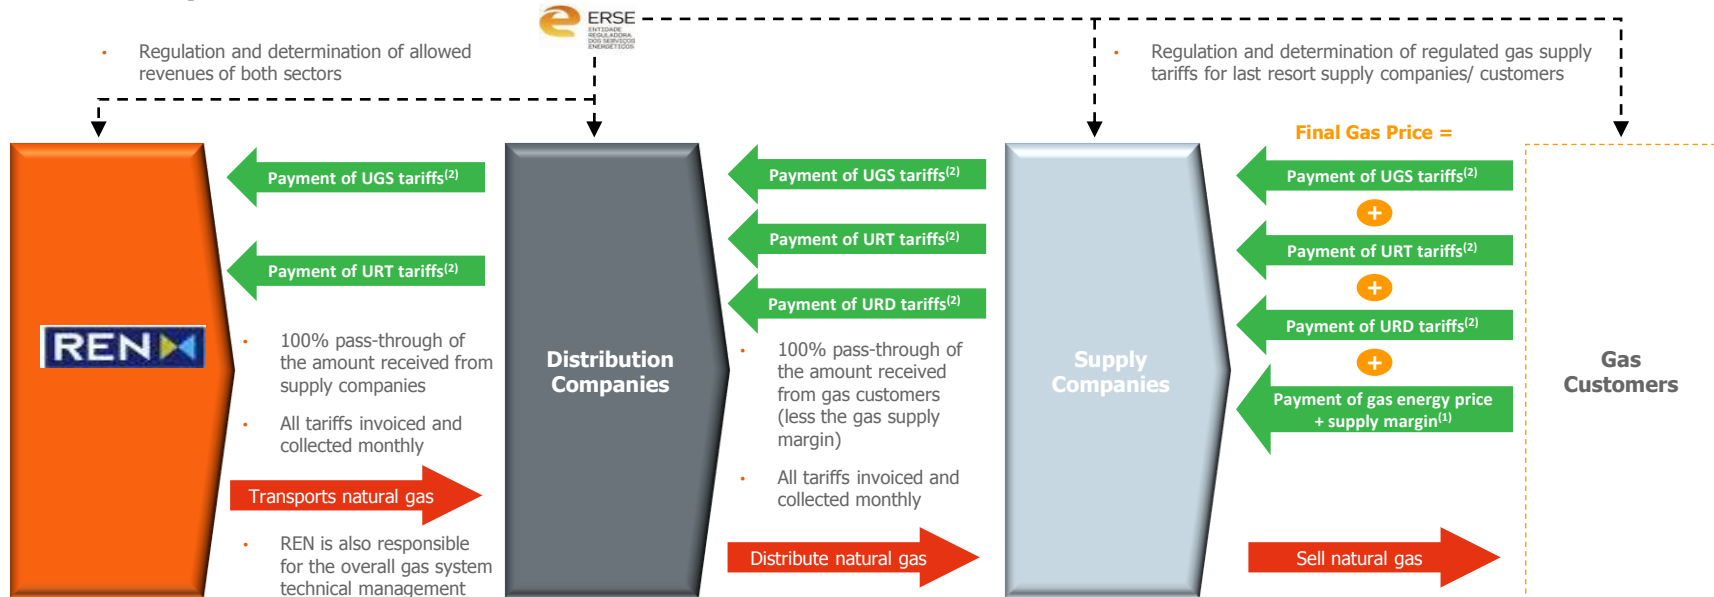 ERSE
ENTIDADE
REGULADORA
DOS SERVIÇOS
ENERGÉTICOS
• Regulation and determination of allowed
revenues of both sectors
• Regulation and determination of regulated gas supply
tariffs for last resort supply companies/ customers
REN
Payment of UGS tariffs(2)
Payment of URT tariffs(2)
• 100% pass-through of
the amount received from
supply companies
• All tariffs invoiced and
collected monthly
Transports natural gas
• REN is also responsible
for the overall gas system
technical management
Distribution
Companies
Payment of UGS tariffs(2)
Payment of URT tariffs(2)
Payment of URD tariffs(2)
• 100% pass-through of
the amount received
from gas customers
(less the gas supply
margin)
• All tariffs invoiced and
collected monthly
Distribute natural gas
Supply
Companies
Final Gas Price =
Payment of UGS tariffs(2)
+
Payment of URT tariffs(2)
+
Payment of URD tariffs(2)
+
Payment of gas energy price
+ supply margin(1)
Sell natural gas
Gas
Customers